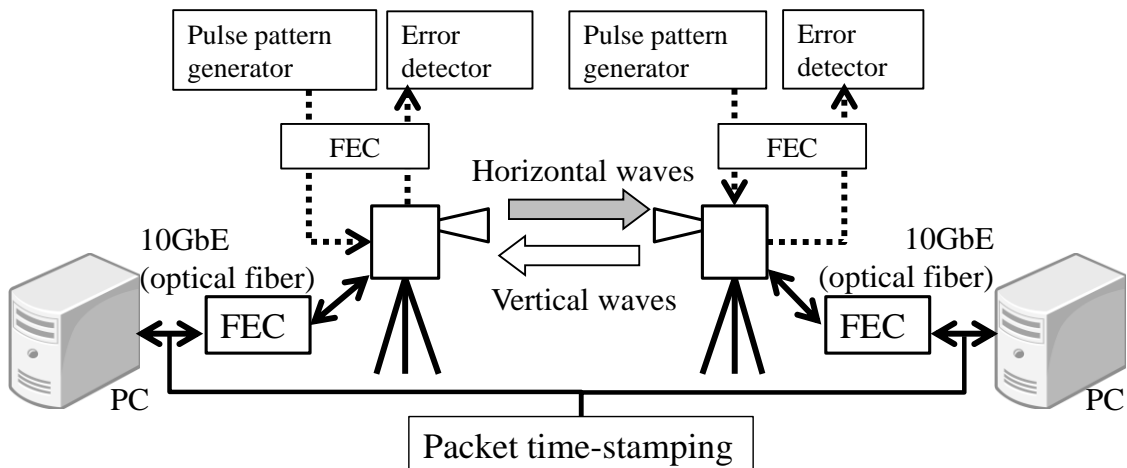 Pulse pattern
generator
Error
detector
Pulse pattern
generator
Error
detector
FEC
FEC
Horizontal waves
10GbE
(optical fiber)
10GbE
(optical fiber)
Vertical waves
FEC
FEC
PC
PC
Packet time-stamping